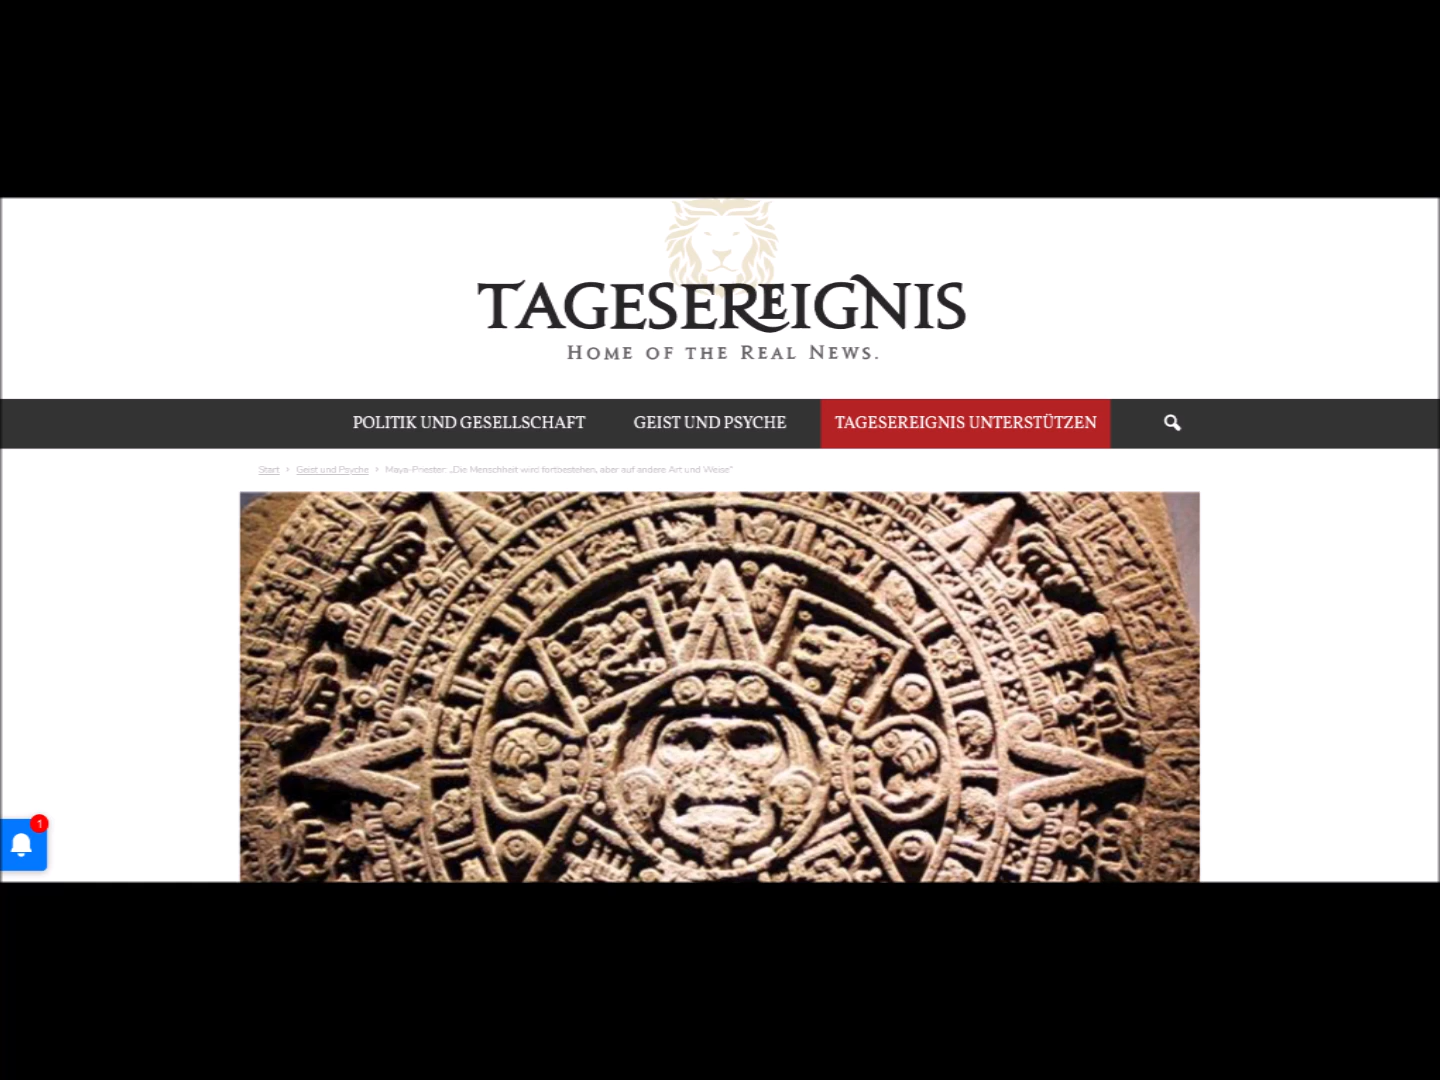 TAGESEREIGNIS
HOME OF THE REAL NEWS.
POLITIK UND GESELLSCHAFT GEIST UND PSYCHE TAGESEREIGNIS UNTERSTÜTZEN
Start › Geist und Psyche › Maya-Priester: „Die Menschheit wird fortbestehen, aber auf andere Art und Weise“
1